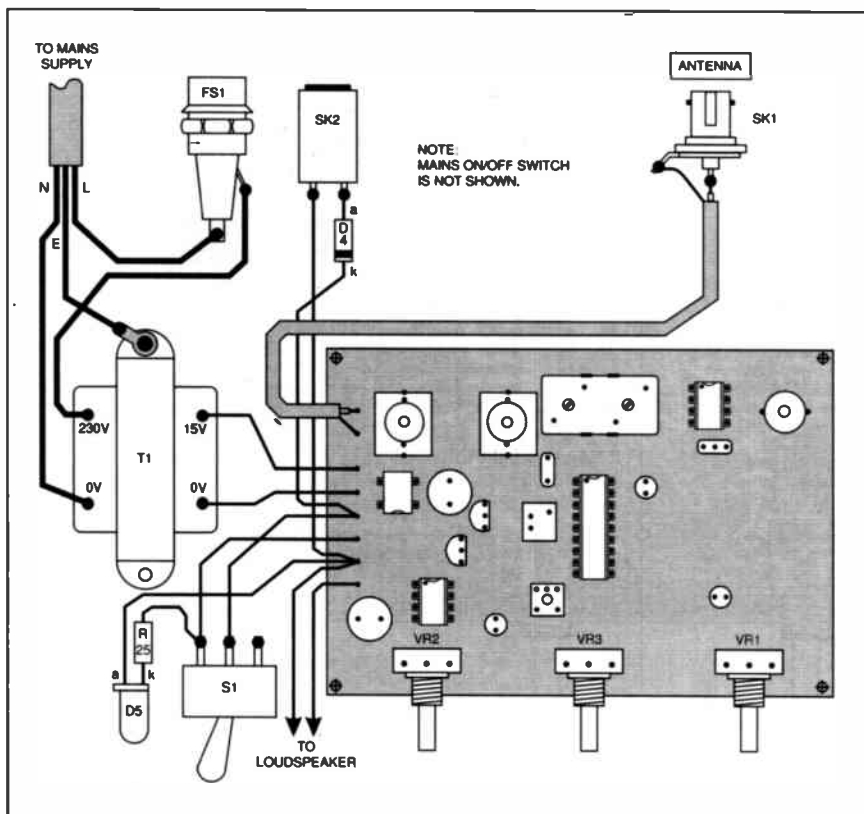 TO MAINS
SUPPLY
FS1
SK2
ANTENNA
SK1
NOTE:
MAINS ON/OFF SWITCH
IS NOT SHOWN.
N
L
E
a
D
4
k
230V
15V
T1
0V
0V
R
25
a
k
D5
S1
TO
LOUDSPEAKER
VR2
VR3
VR1